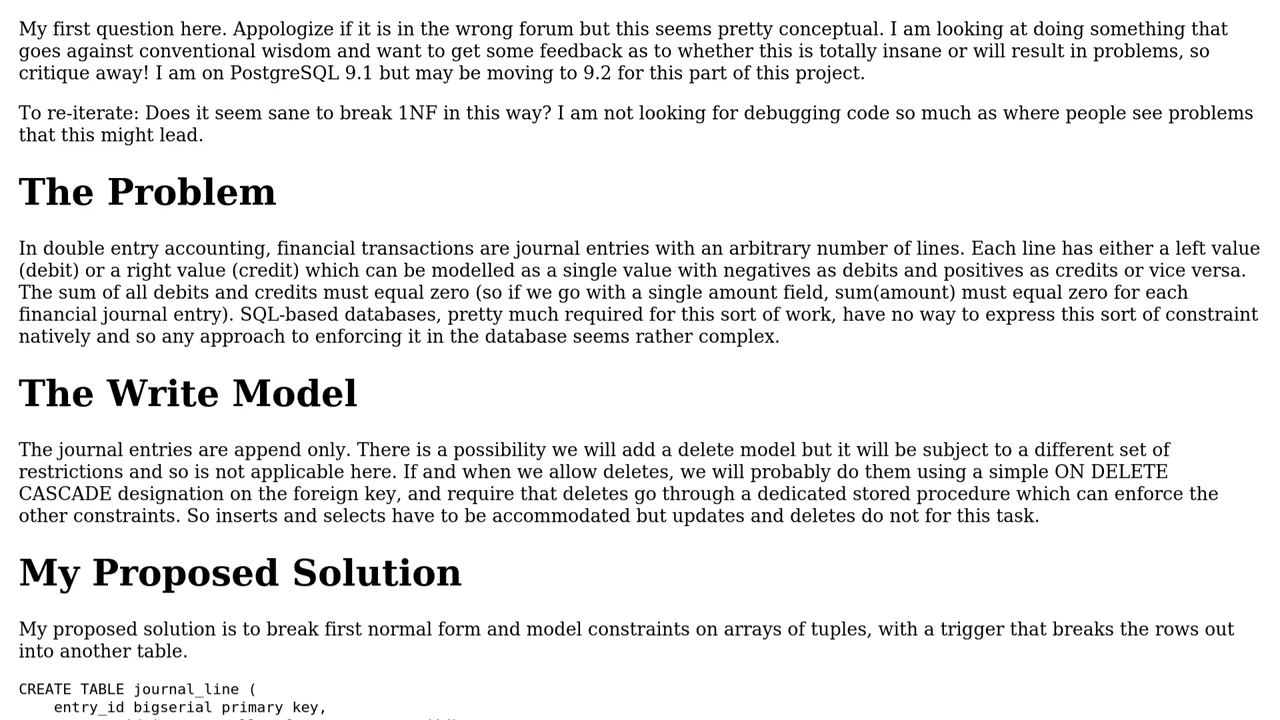 My first question here. Appologize if it is in the wrong forum but this seems pretty conceptual. I am looking at doing something that
goes against conventional wisdom and want to get some feedback as to whether this is totally insane or will result in problems, so
critique away! I am on PostgreSQL 9.1 but may be moving to 9.2 for this part of this project.
To re-iterate: Does it seem sane to break 1NF in this way? I am not looking for debugging code so much as where people see problems
that this might lead.
The Problem
In double entry accounting, financial transactions are journal entries with an arbitrary number of lines. Each line has either a left value
(debit) or a right value (credit) which can be modelled as a single value with negatives as debits and positives as credits or vice versa.
The sum of all debits and credits must equal zero (so if we go with a single amount field, sum(amount) must equal zero for each
financial journal entry). SQL-based databases, pretty much required for this sort of work, have no way to express this sort of constraint
natively and so any approach to enforcing it in the database seems rather complex.
The Write Model
The journal entries are append only. There is a possibility we will add a delete model but it will be subject to a different set of
restrictions and so is not applicable here. If and when we allow deletes, we will probably do them using a simple ON DELETE
CASCADE designation on the foreign key, and require that deletes go through a dedicated stored procedure which can enforce the
other constraints. So inserts and selects have to be accommodated but updates and deletes do not for this task.
My Proposed Solution
My proposed solution is to break first normal form and model constraints on arrays of tuples, with a trigger that breaks the rows out
into another table.
CREATE TABLE journal_line (
entry_id bigserial primary key,